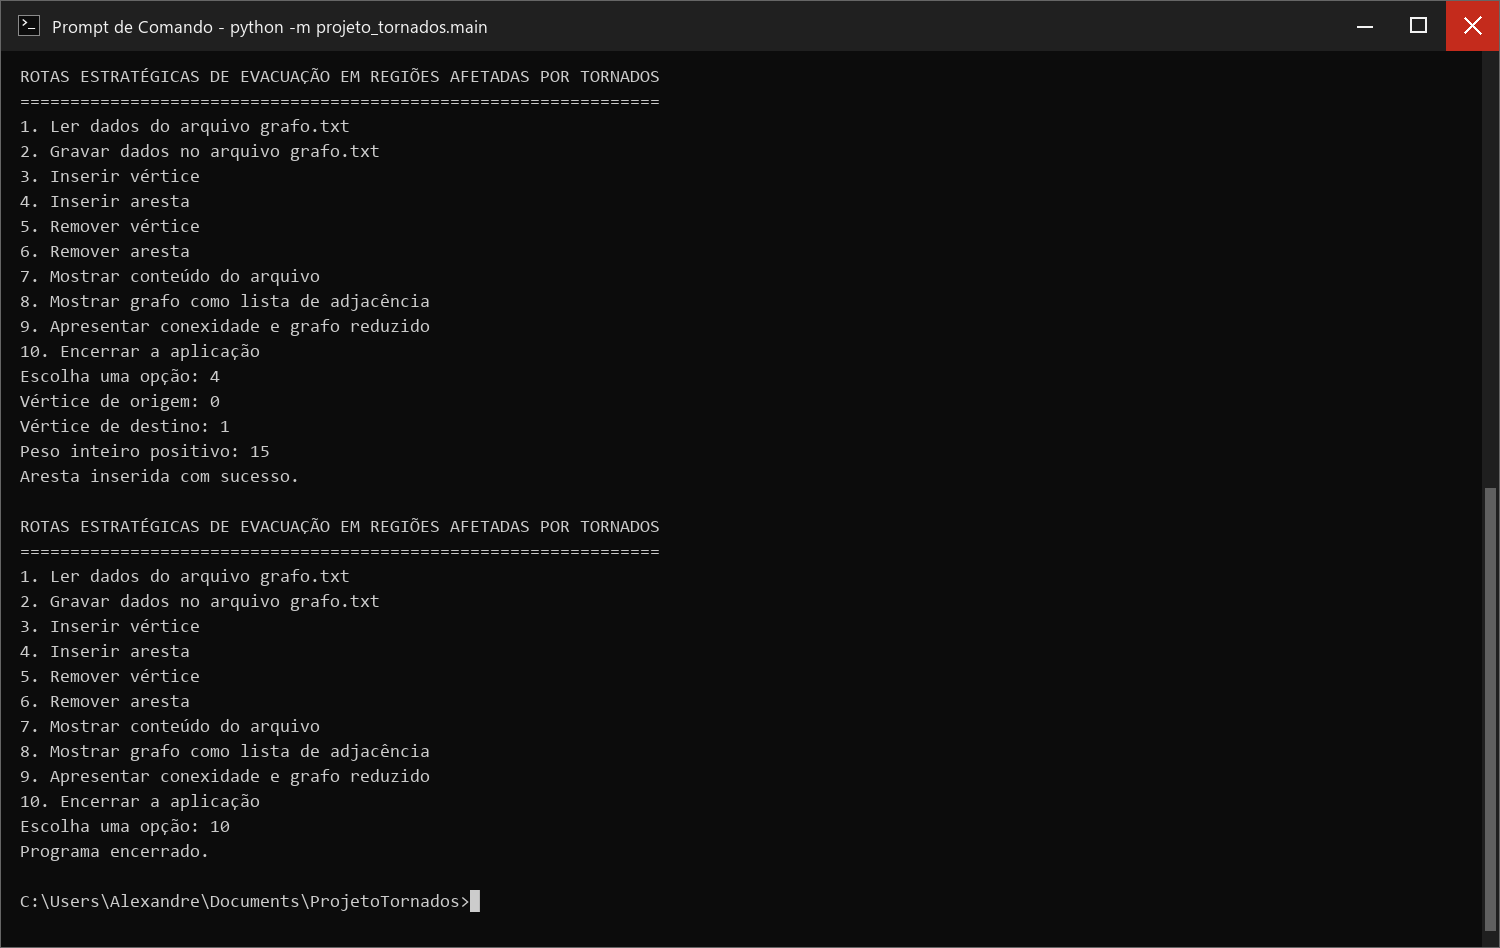 Prompt de Comando - python -m projeto_tornados.main
ROTAS ESTRATÉGICAS DE EVACUAÇÃO EM REGIÕES AFETADAS POR TORNADOS
================================================================
1. Ler dados do arquivo grafo.txt
2. Gravar dados no arquivo grafo.txt
3. Inserir vértice
4. Inserir aresta
5. Remover vértice
6. Remover aresta
7. Mostrar conteúdo do arquivo
8. Mostrar grafo como lista de adjacência
9. Apresentar conexidade e grafo reduzido
10. Encerrar a aplicação
Escolha uma opção: 4
Vértice de origem: 0
Vértice de destino: 1
Peso inteiro positivo: 15
Aresta inserida com sucesso.

ROTAS ESTRATÉGICAS DE EVACUAÇÃO EM REGIÕES AFETADAS POR TORNADOS
================================================================
1. Ler dados do arquivo grafo.txt
2. Gravar dados no arquivo grafo.txt
3. Inserir vértice
4. Inserir aresta
5. Remover vértice
6. Remover aresta
7. Mostrar conteúdo do arquivo
8. Mostrar grafo como lista de adjacência
9. Apresentar conexidade e grafo reduzido
10. Encerrar a aplicação
Escolha uma opção: 10
Programa encerrado.

C:\Users\Alexandre\Documents\ProjetoTornados>